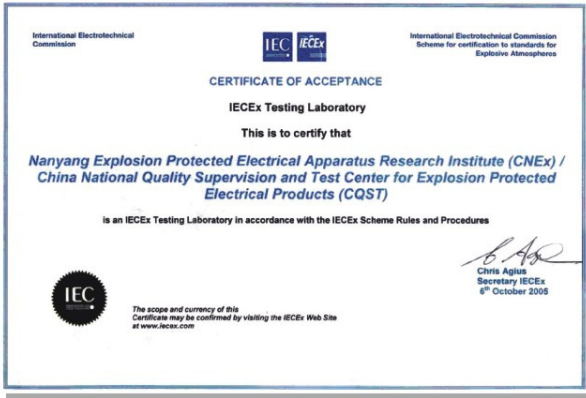 International Electrotechnical
Commission
IEC
IECEx
International Electrotechnical Commission
Scheme for certification to standards for
Explosive Atmospheres
CERTIFICATE OF ACCEPTANCE
IECEx Testing Laboratory
This is to certify that
Nanyang Explosion Protected Electrical Apparatus Research Institute (CNEx) /
China National Quality Supervision and Test Center for Explosion Protected
Electrical Products (CQST)
is an IECEx Testing Laboratory in accordance with the IECEx Scheme Rules and Procedures
Chris Agius
Secretary IECEx
6th October 2005
IEC
The scope and currency of this
Certificate may be confirmed by visiting the IECEx Web Site
at www.iecex.com